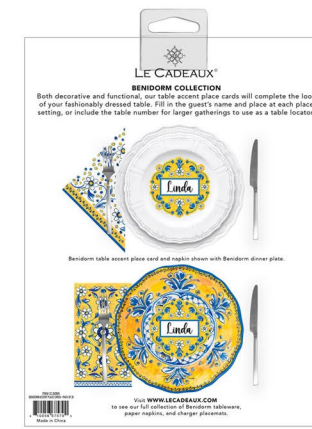 LE CADEAUX®
BENIDORM COLLECTION
Both decorative and functional, our table accent place cards will complete the loo
of your fashionably dressed table. Fill in the guest's name and place at each place
setting, or include the table number for larger gatherings to use as a table locator
Linda
Benidorm table accent place card and napkin shown with Benidorm dinner plate.
Linda
Visit WWW.LECADEAUX.COM
to see our full collection of Benidorm tableware,
paper napkins, and charger placemats.
Made in China